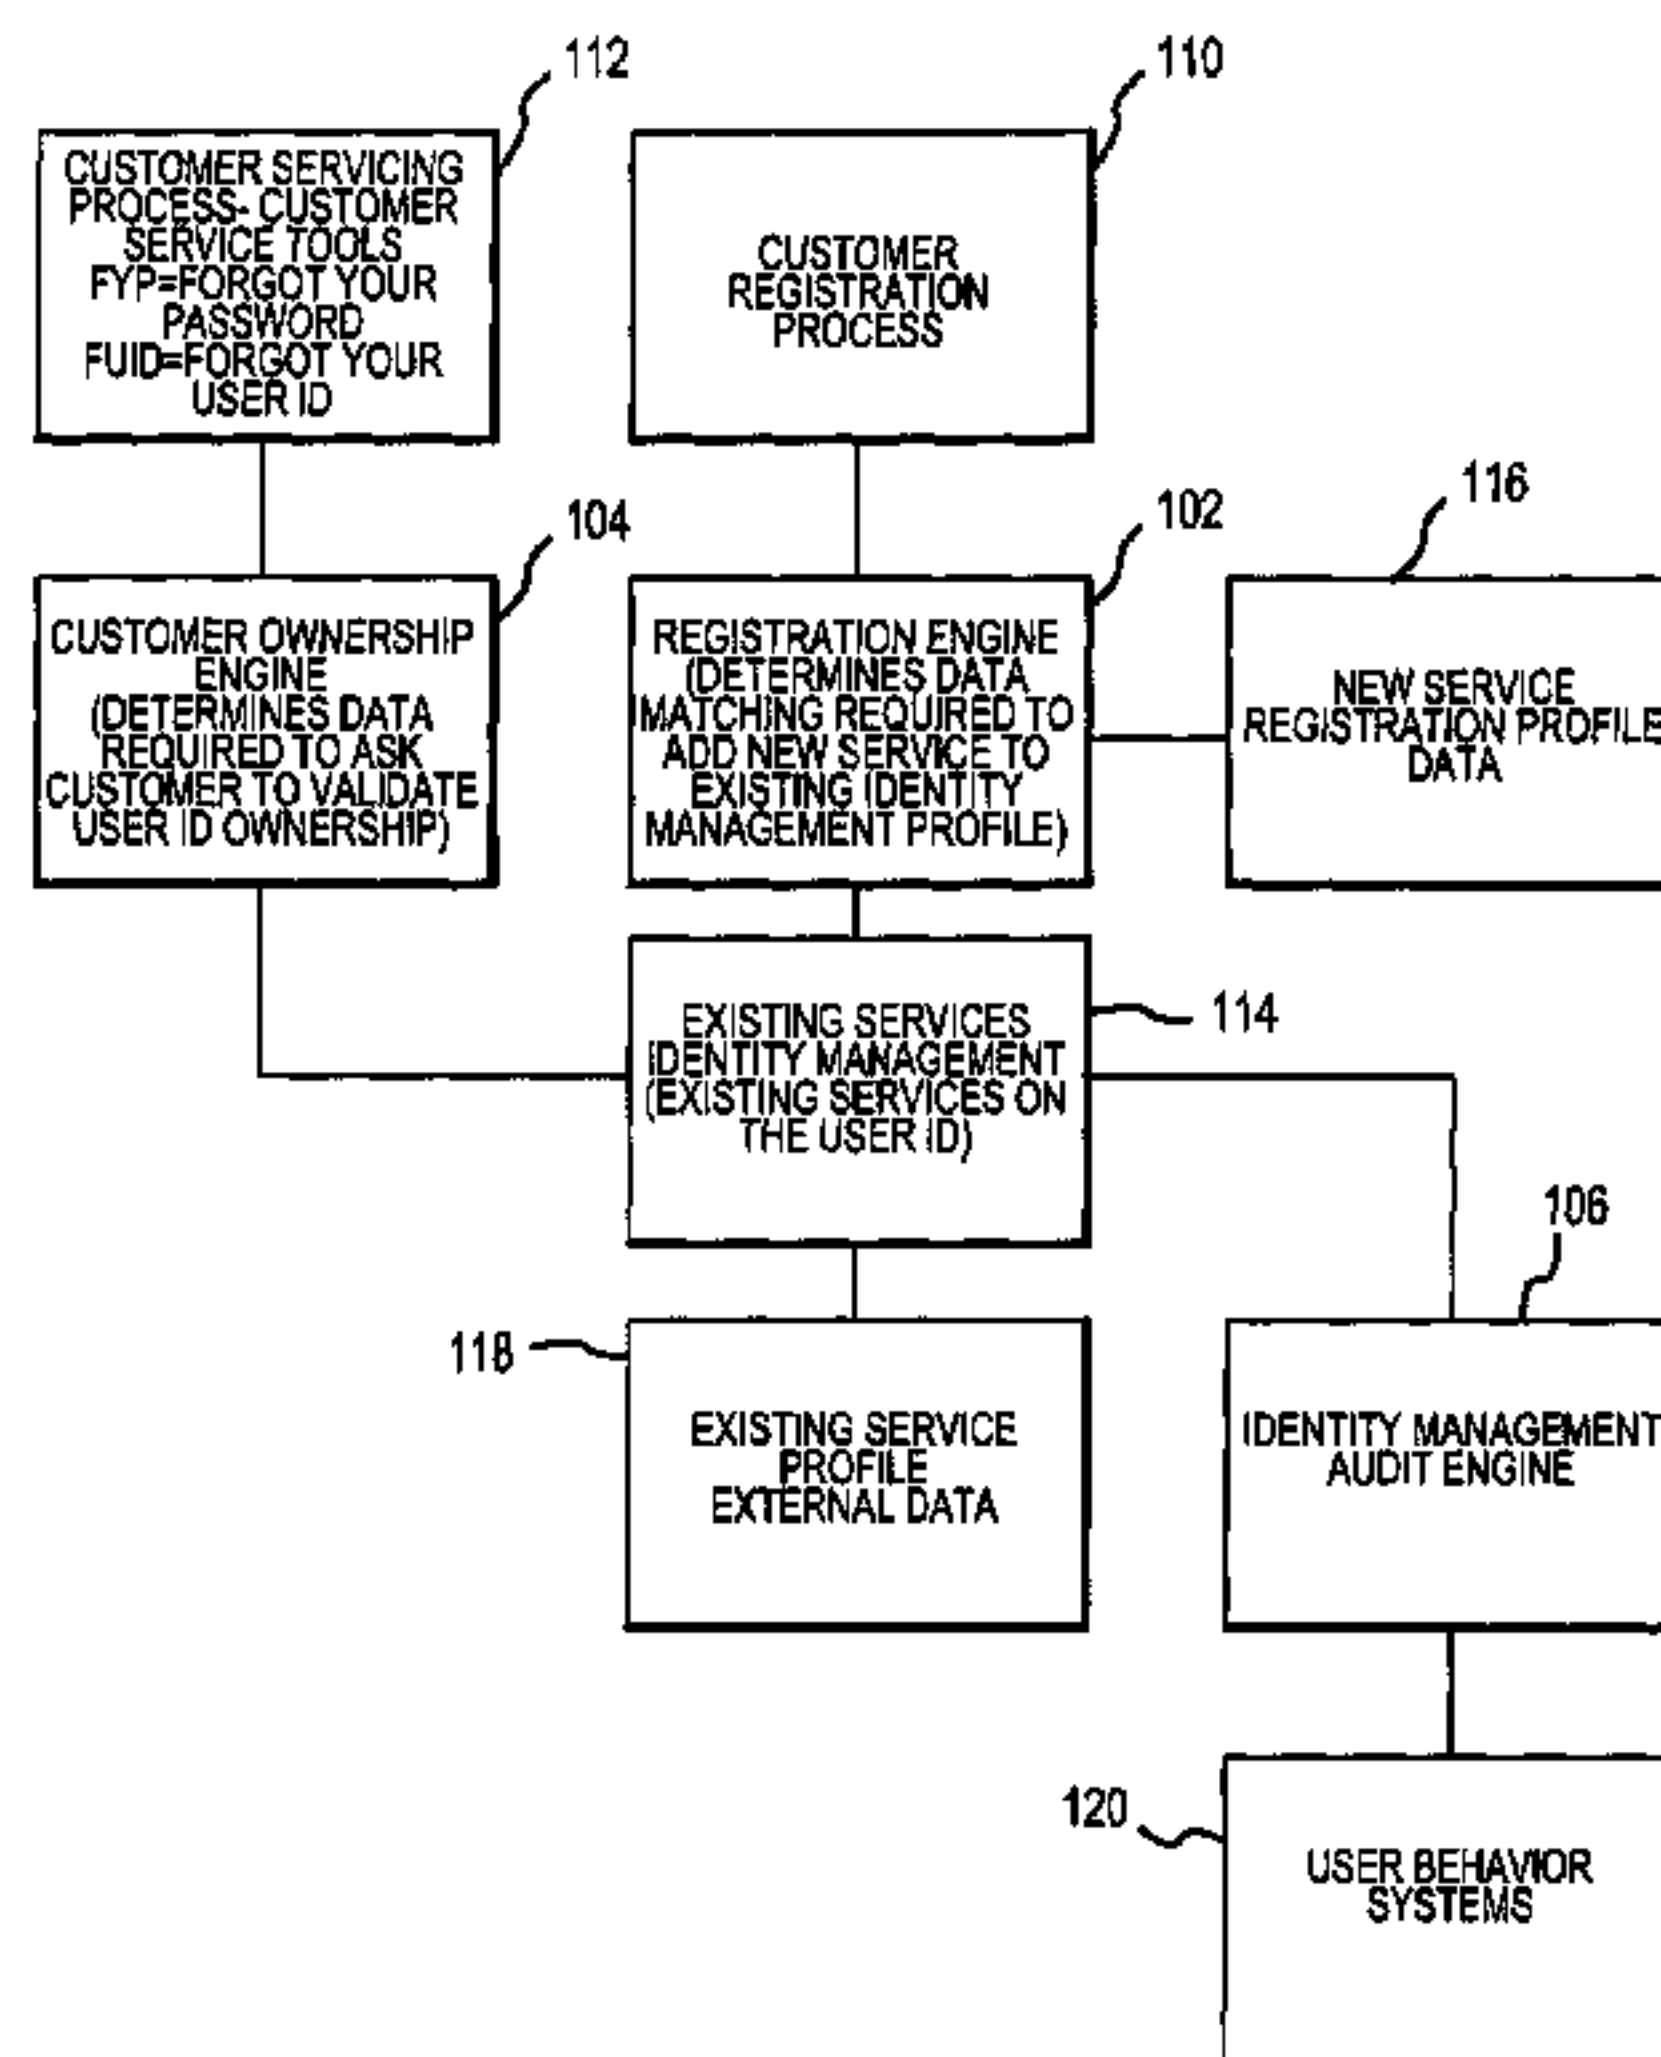 112
110
CUSTOMER SERVICING
PROCESS- CUSTOMER
SERVICE TOOLS
FYP=FORGOT YOUR
PASSWORD
FUID=FORGOT YOUR
USER ID
CUSTOMER
REGISTRATION
PROCESS
104
102
116
CUSTOMER OWNERSHIP
ENGINE
(DETERMINES DATA
REQUIRED TO ASK
CUSTOMER TO VALIDATE
USER ID OWNERSHIP)
REGISTRATION ENGINE
(DETERMINES DATA
MATCHING REQUIRED TO
ADD NEW SERVICE TO
EXISTING IDENTITY
MANAGEMENT PROFILE)
NEW SERVICE
REGISTRATION PROFILE
DATA
EXISTING SERVICES
IDENTITY MANAGEMENT
(EXISTING SERVICES ON
THE USER ID)
114
106
118
EXISTING SERVICE
PROFILE
EXTERNAL DATA
IDENTITY MANAGEMENT
AUDIT ENGINE
120
USER BEHAVIOR
SYSTEMS